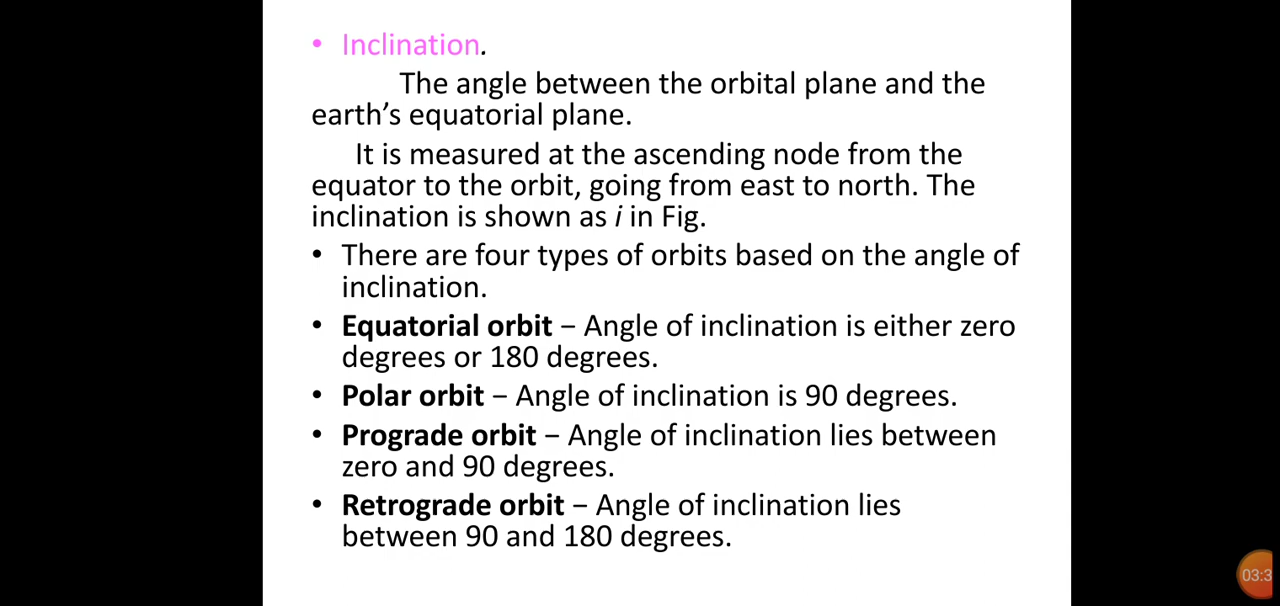 • Inclination.
The angle between the orbital plane and the
earth’s equatorial plane.
It is measured at the ascending node from the
equator to the orbit, going from east to north. The
inclination is shown as i in Fig.
• There are four types of orbits based on the angle of
inclination.
• Equatorial orbit − Angle of inclination is either zero
degrees or 180 degrees.
• Polar orbit − Angle of inclination is 90 degrees.
• Prograde orbit − Angle of inclination lies between
zero and 90 degrees.
• Retrograde orbit − Angle of inclination lies
between 90 and 180 degrees.
03:3